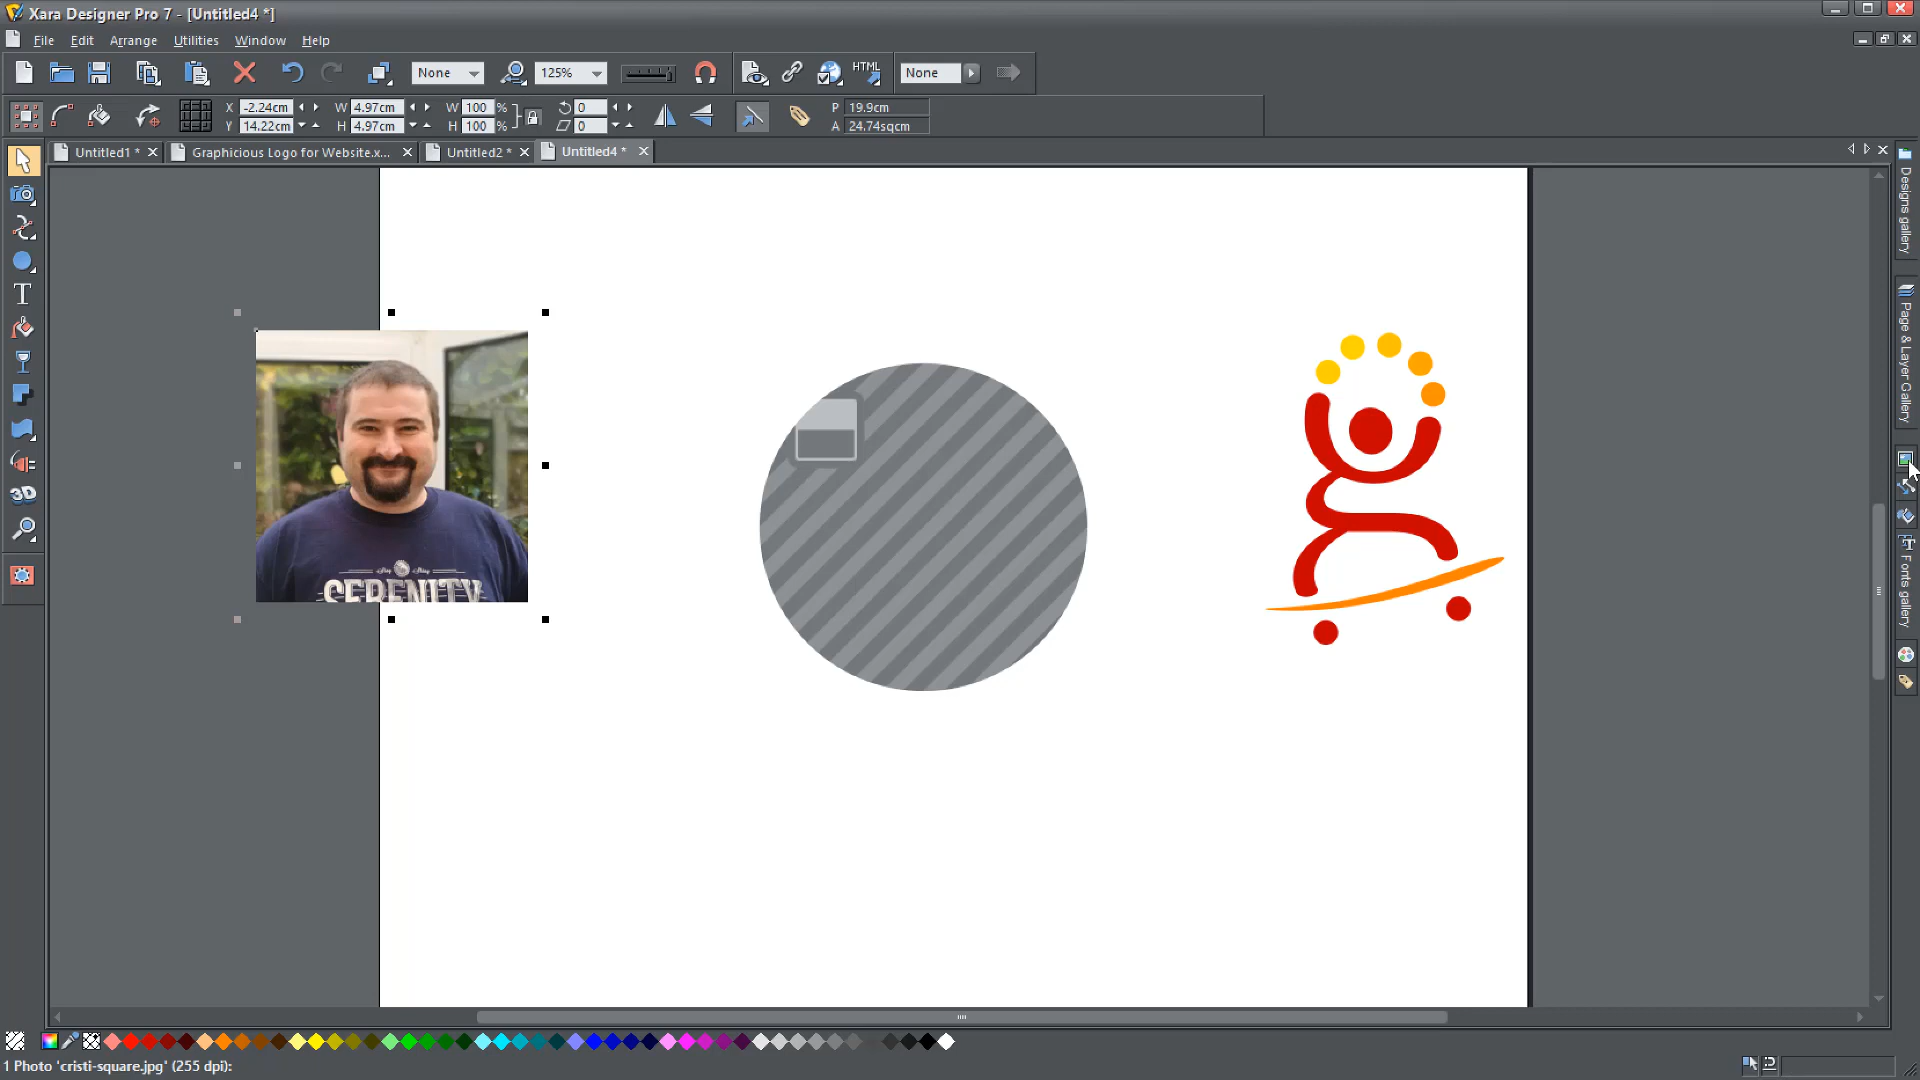 Xara Designer Pro 7 - [Untitled4 *]
File Edit Arrange Utilities Window Help
None 125% HTML None
X -2.24cm W 4.97cm W 100 % 0 P 19.9cm
Y 14.22cm H 4.97cm H 100 % 0 A 24.74sqcm
Untitled1 * Graphicious Logo for Website.x... Untitled2 * Untitled4 *
T
3D
Designs gallery
Page & Layer Gallery
Fonts gallery
SERENITY
1 Photo 'cristi-square.jpg' (255 dpi):